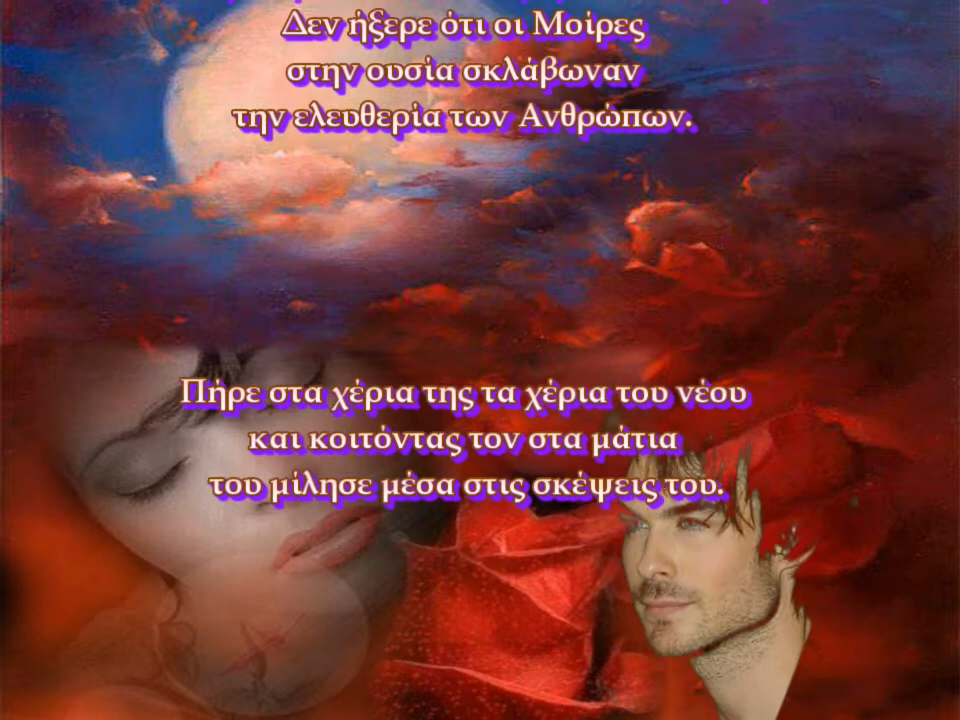 Δεν ήξερε ότι οι Μοίρες
στην ουσία σκλάβωναν
την ελευθερία των Ανθρώπων.
Πήρε στα χέρια της τα χέρια του νέου
και κοιτόντας τον στα μάτια
του μίλησε μέσα στις σκέψεις του.